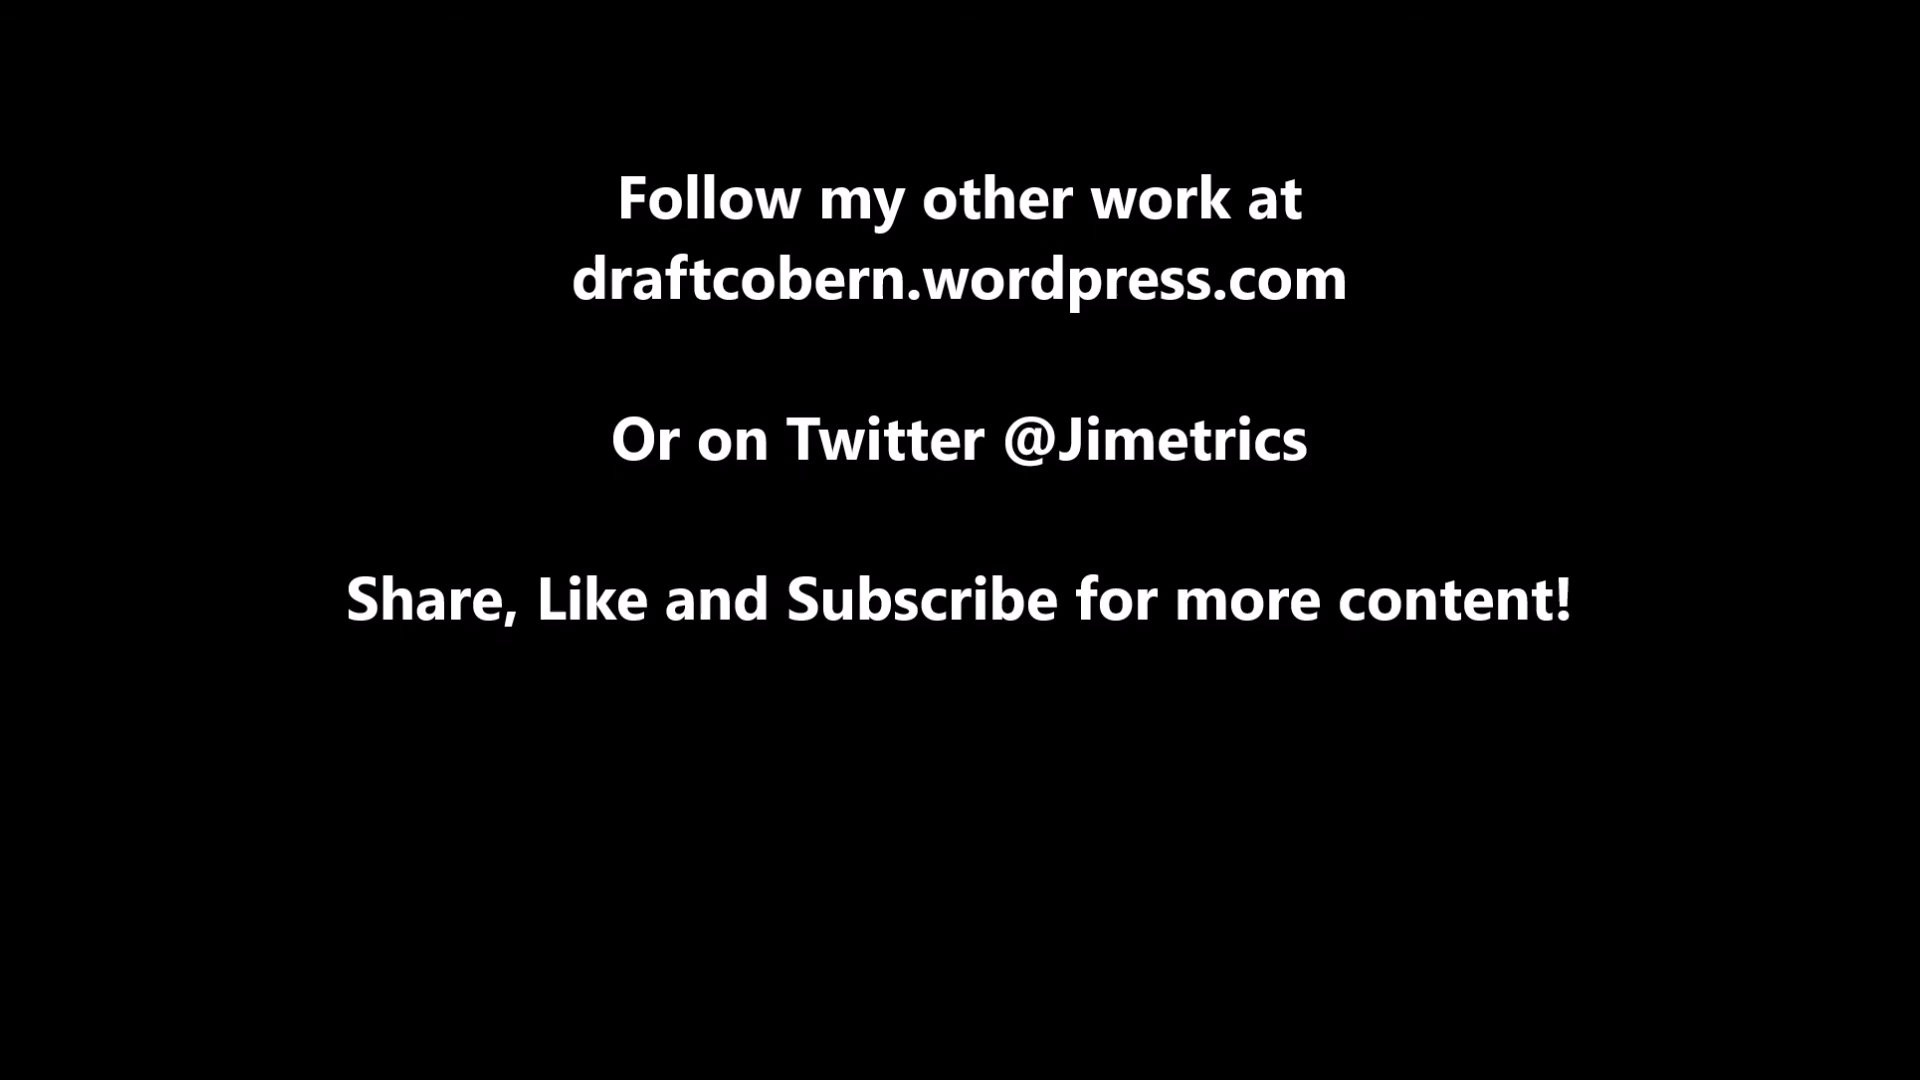 Follow my other work at
draftcobern.wordpress.com
Or on Twitter @Jimetrics
Share, Like and Subscribe for more content!